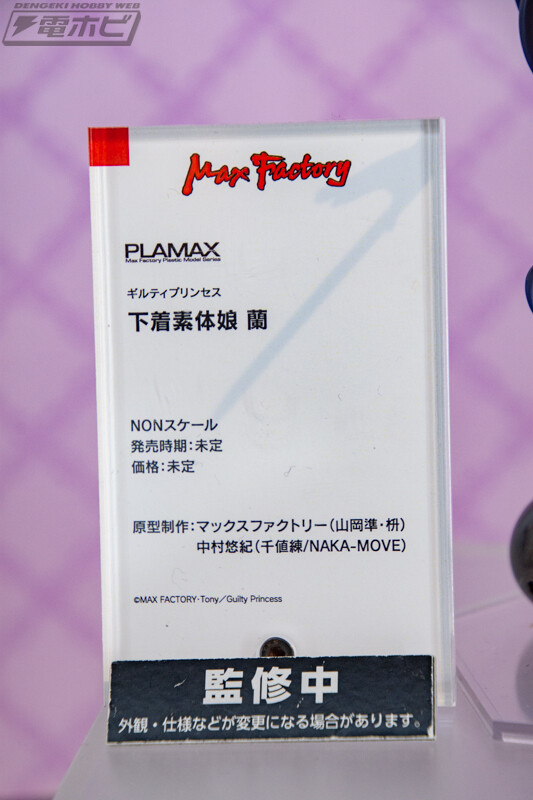 DENGEKI HOBBY WEB
電ホビ
Max Factory
PLAMAX
Max Factory Plastic Model Series
ギルティプリンセス
下着素体娘 蘭
NONスケール
発売時期：未定
価格：未定
原型制作：マックスファクトリー（山岡準・枡）
中村悠紀（千値練/NAKA-MOVE）
©MAX FACTORY・Tony／Guilty Princess
監修中
外観・仕様などが変更になる場合があります。